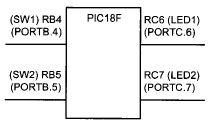 (SW1) RB4
(PORTB.4)
PIC18F
RC6 (LED1)
(PORTC.6)
(SW2) RB5
(PORTB.5)
RC7 (LED2)
(PORTC.7)